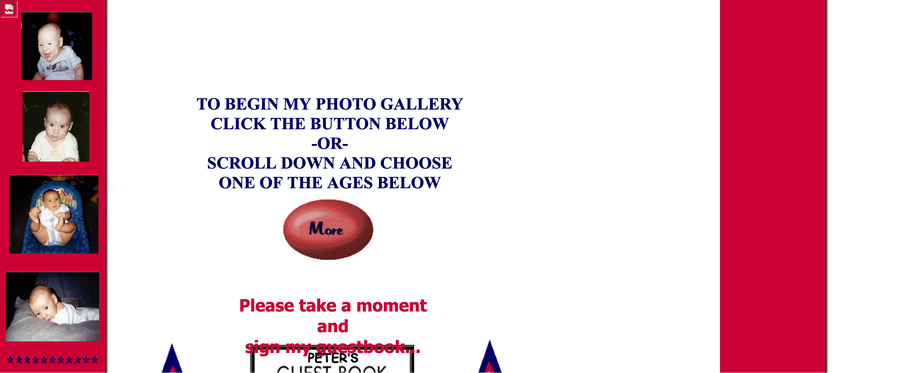 TO BEGIN MY PHOTO GALLERY
CLICK THE BUTTON BELOW
-OR-
SCROLL DOWN AND CHOOSE
ONE OF THE AGES BELOW
More
Please take a moment
and
sign my guestbook...
PETER'S
GUEST BOOK
***********